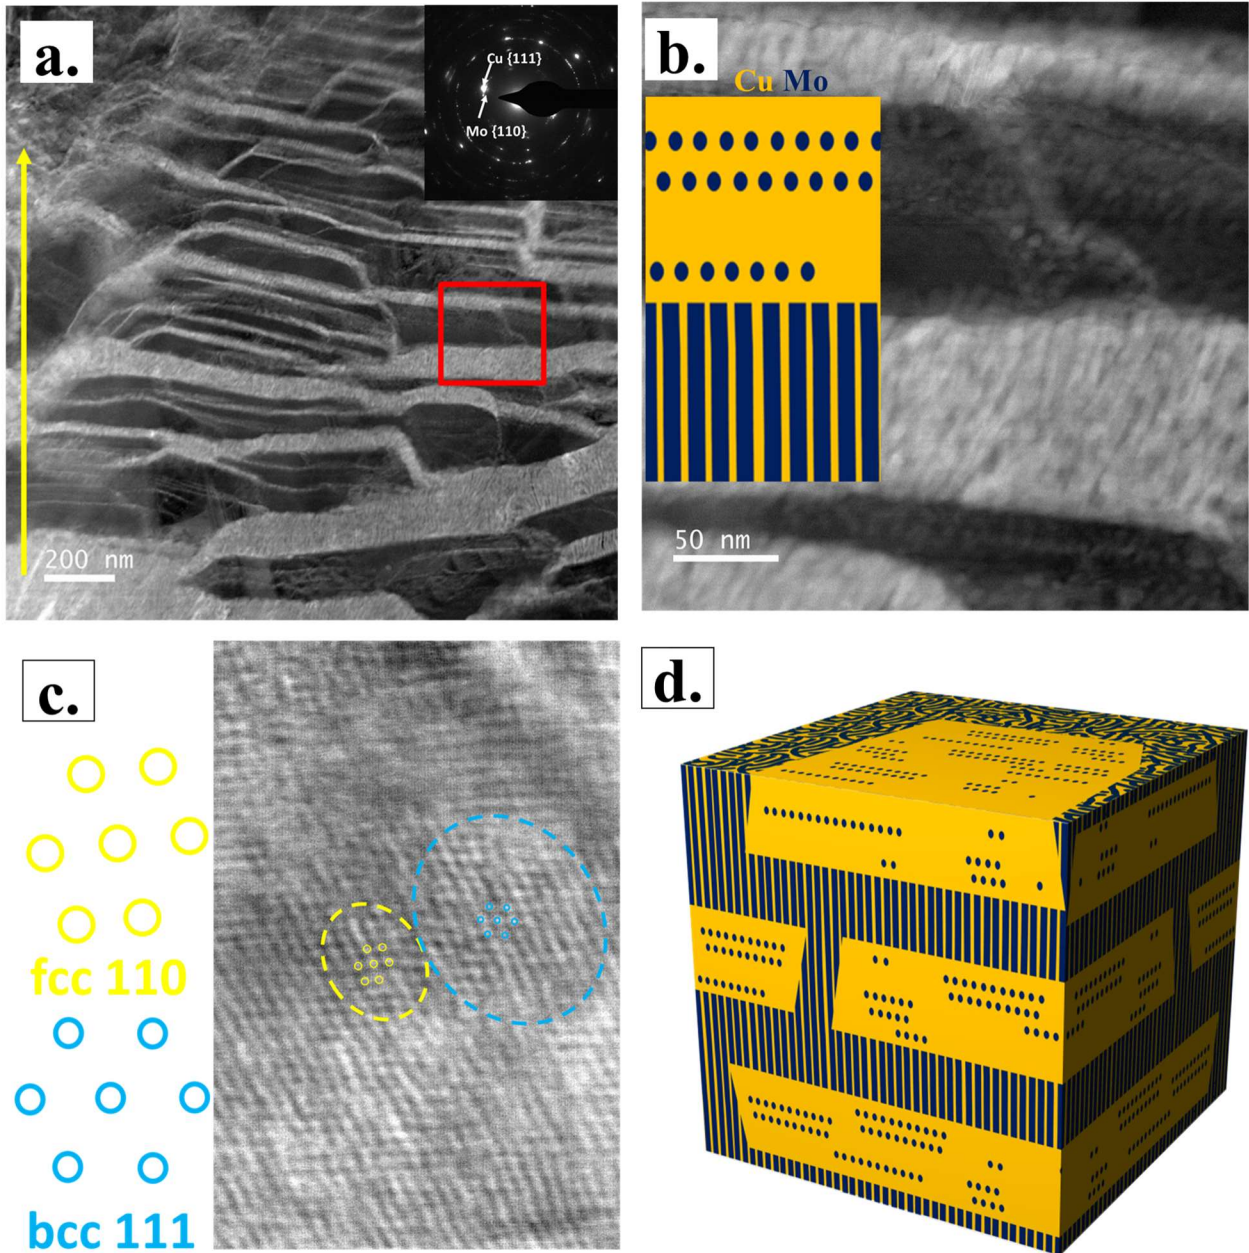 a.
Cu {111}
Mo {110}
200 nm
b.
Cu Mo
50 nm
c.
fcc 110
bcc 111
d.